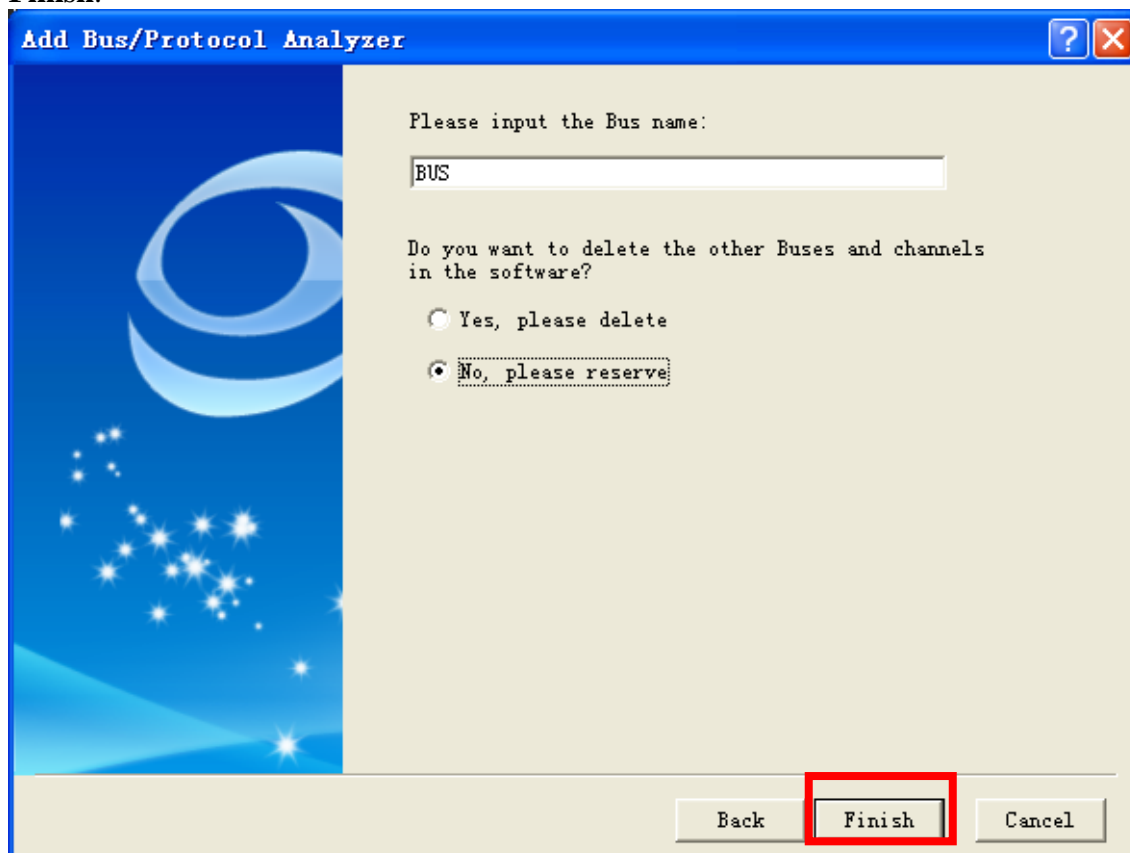 Finish.
Add Bus/Protocol Analyzer
Please input the Bus name:
BUS
Do you want to delete the other Buses and channels
in the software?
Yes, please delete
No, please reserve
Back Finish Cancel